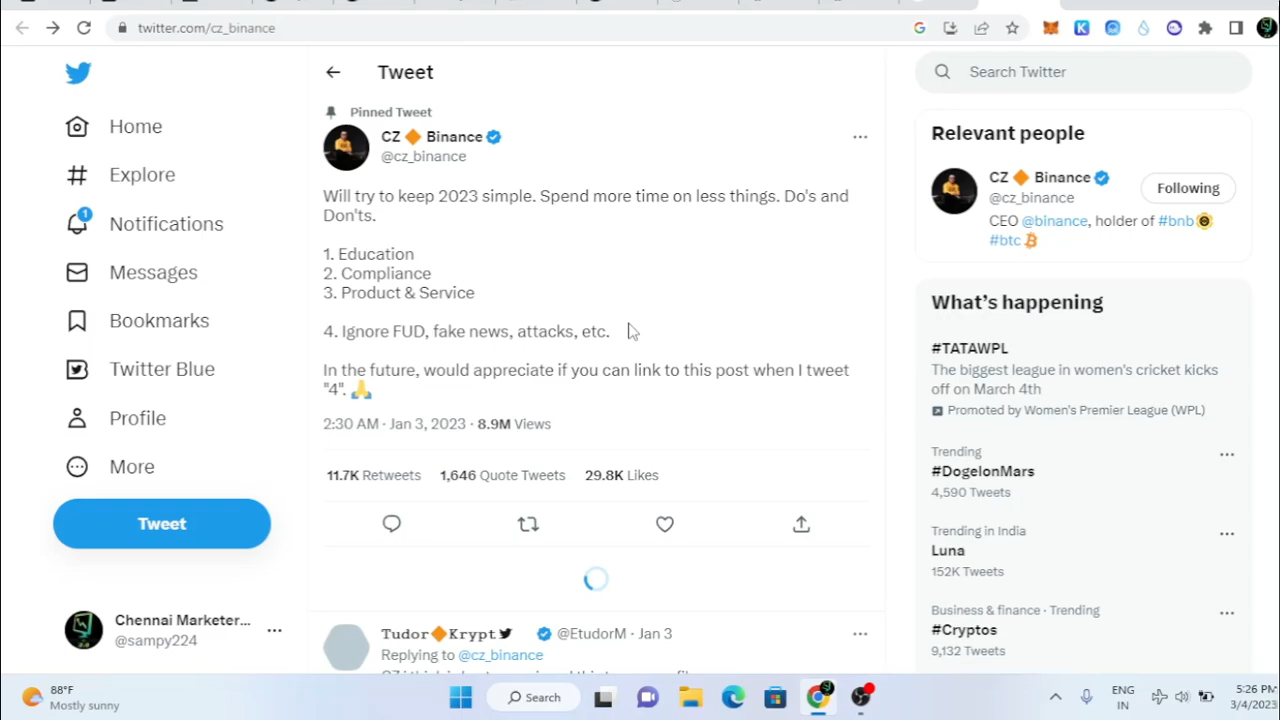 twitter.com/cz_binance
Home
Explore
1
Notifications
Messages
Bookmarks
Twitter Blue
Profile
More
Tweet
Chennai Marketer...
@sampy224
Tweet
Pinned Tweet
CZ 🔶 Binance
@cz_binance
Will try to keep 2023 simple. Spend more time on less things. Do's and
Don'ts.
1. Education
2. Compliance
3. Product & Service
4. Ignore FUD, fake news, attacks, etc.
In the future, would appreciate if you can link to this post when I tweet
"4". 🙏
2:30 AM · Jan 3, 2023 · 8.9M Views
11.7K Retweets 1,646 Quote Tweets 29.8K Likes
Tudor🔶Krypt @EtudorM · Jan 3
Replying to @cz_binance
Search Twitter
Relevant people
CZ 🔶 Binance
@cz_binance
Following
CEO @binance, holder of #bnb
#btc
What's happening
#TATAWPL
The biggest league in women's cricket kicks
off on March 4th
Promoted by Women's Premier League (WPL)
Trending
#DogelonMars
4,590 Tweets
Trending in India
Luna
152K Tweets
Business & finance · Trending
#Cryptos
9,132 Tweets
88°F
Mostly sunny
Search
ENG
IN
5:26 PM
3/4/2023